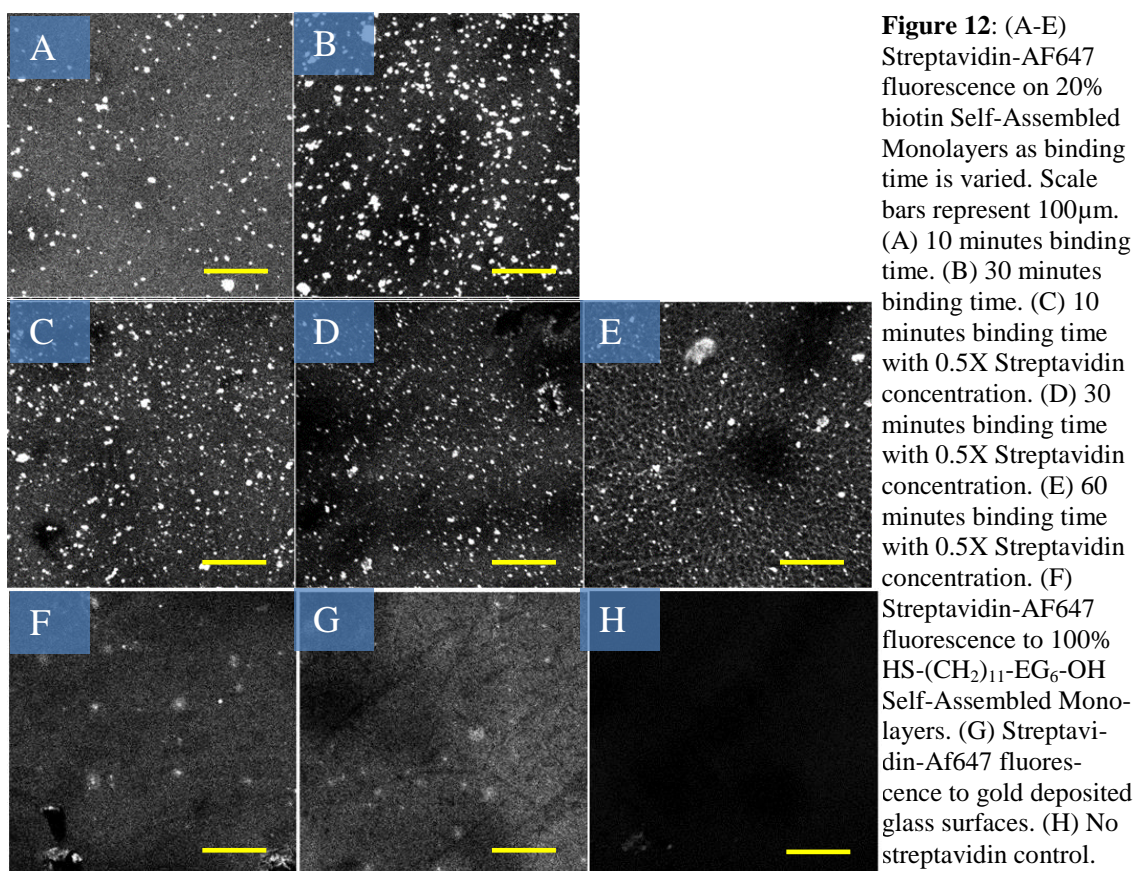 A
B
C
D
E
F
G
H
Figure 12: (A-E)
Streptavidin-AF647
fluorescence on 20%
biotin Self-Assembled
Monolayers as binding
time is varied. Scale
bars represent 100µm.
(A) 10 minutes binding
time. (B) 30 minutes
binding time. (C) 10
minutes binding time
with 0.5X Streptavidin
concentration. (D) 30
minutes binding time
with 0.5X Streptavidin
concentration. (E) 60
minutes binding time
with 0.5X Streptavidin
concentration. (F)
Streptavidin-AF647
fluorescence to 100%
HS-(CH₂)₁₁-EG₆-OH
Self-Assembled Mono-
layers. (G) Streptavi-
din-Af647 fluores-
cence to gold deposited
glass surfaces. (H) No
streptavidin control.